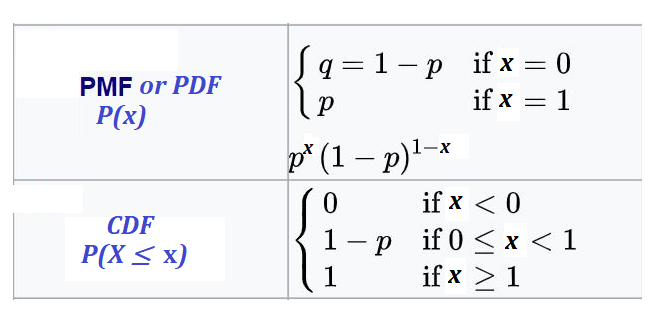 PMF or PDF
P(x)
{ q = 1 − p if x = 0
p if x = 1
pˣ (1 − p)¹⁻ˣ
CDF
P(X ≤ x)
{ 0 if x < 0
1 − p if 0 ≤ x < 1
1 if x ≥ 1